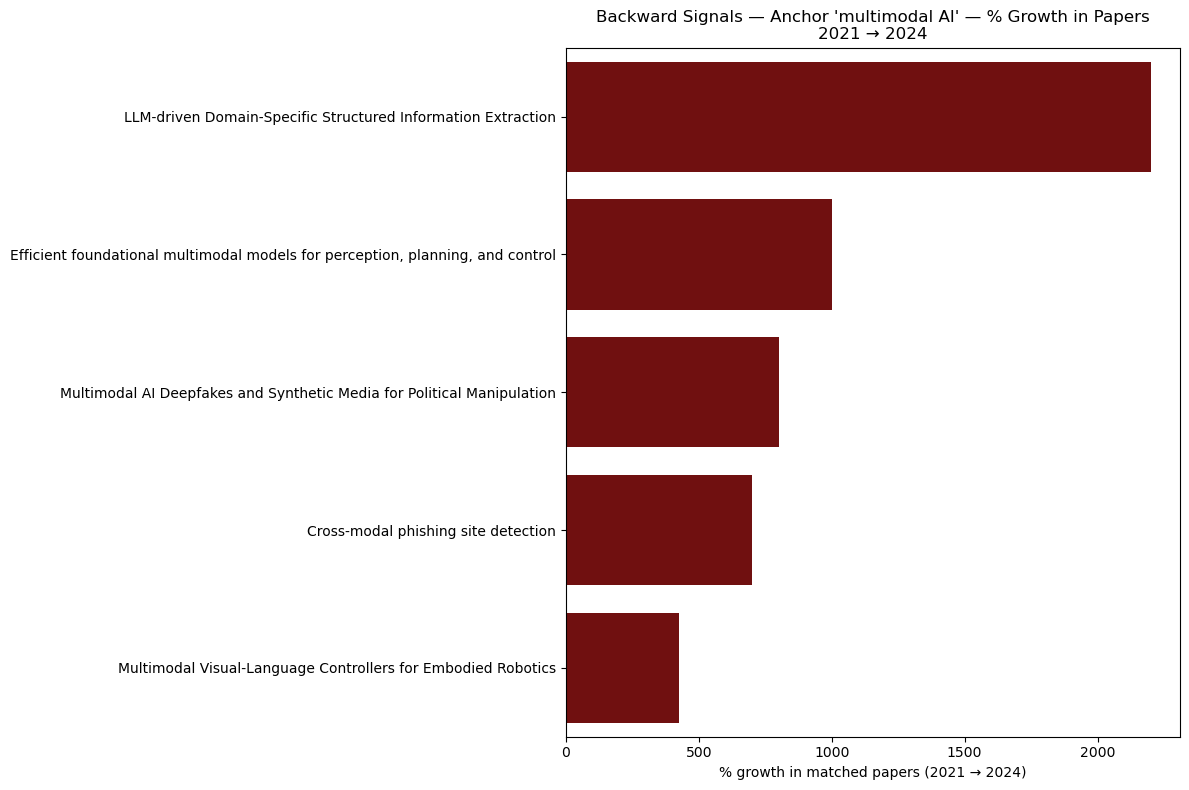 Backward Signals — Anchor 'multimodal AI' — % Growth in Papers
2021 → 2024
LLM-driven Domain-Specific Structured Information Extraction
Efficient foundational multimodal models for perception, planning, and control
Multimodal AI Deepfakes and Synthetic Media for Political Manipulation
Cross-modal phishing site detection
Multimodal Visual-Language Controllers for Embodied Robotics
0 500 1000 1500 2000
% growth in matched papers (2021 → 2024)